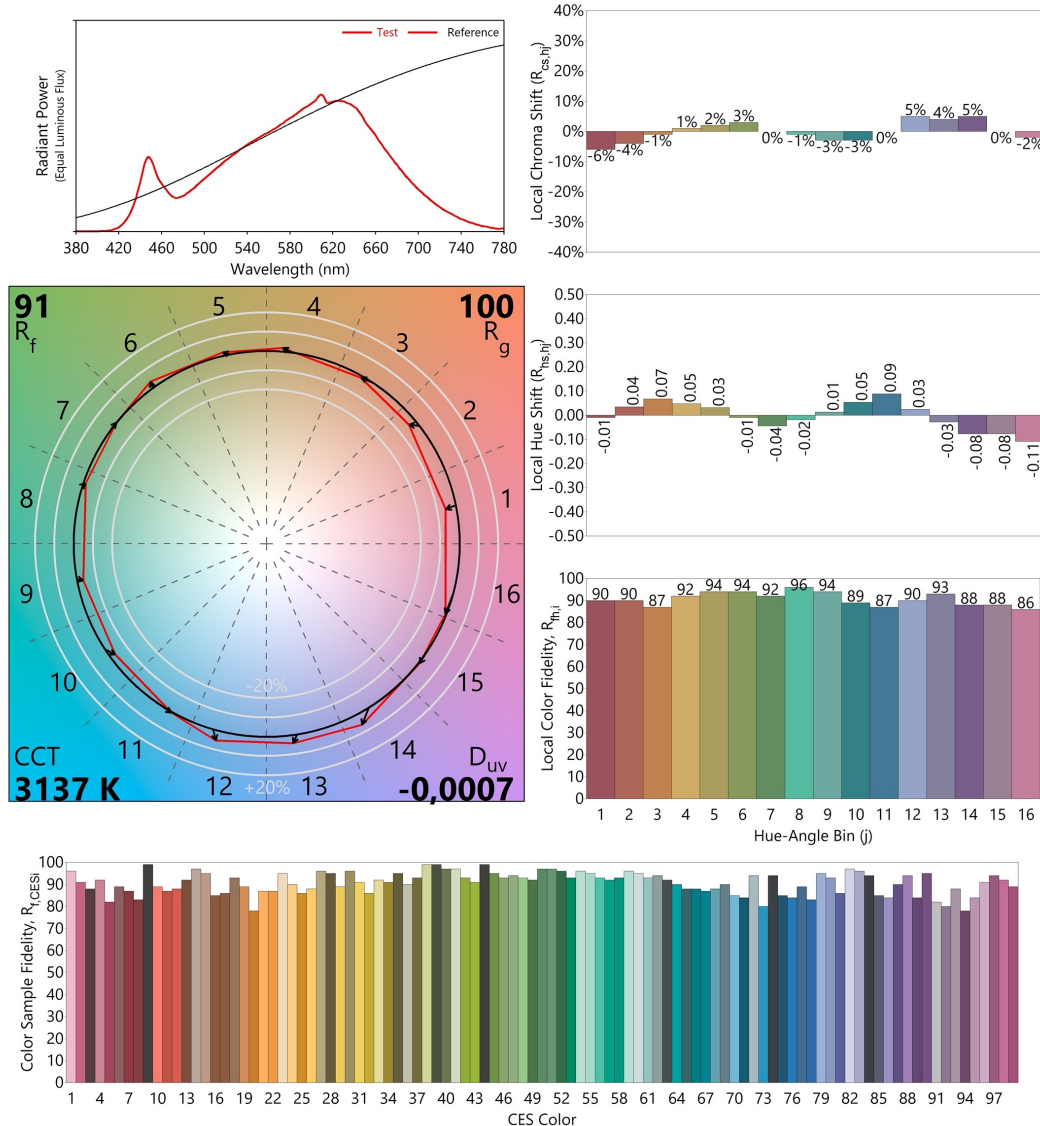 Radiant Power
(Equal Luminous Flux)
Test
Reference
380 420 460 500 540 580 620 660 700 740 780
Wavelength (nm)
Local Chroma Shift (Rcs,hj)
40%
30%
20%
10%
0%
-10%
-20%
-30%
-40%
-6% -4% -1% 1% 2% 3% 0% -1% -3% -3% 0% 5% 4% 5% 0% -2%
91
Rf
100
Rg
5 4
6 3
7 2
8 1
9 16
10 15
11 14
12 13
-20%
+20%
CCT
3137 K
Duv
-0,0007
Local Hue Shift (Rhs,hj)
0.50
0.40
0.30
0.20
0.10
0.00
-0.10
-0.20
-0.30
-0.40
-0.50
-0.01 0.04 0.07 0.05 0.03 -0.01 -0.04 -0.02 0.01 0.05 0.09 0.03 -0.03 -0.08 -0.08 -0.11
Local Color Fidelity, Rfh,i
100
90
80
70
60
50
40
30
20
10
0
90 90 87 92 94 94 92 96 94 89 87 90 93 88 88 86
1 2 3 4 5 6 7 8 9 10 11 12 13 14 15 16
Hue-Angle Bin (j)
Color Sample Fidelity, Rf,CESi
100
90
80
70
60
50
40
30
20
10
0
1 4 7 10 13 16 19 22 25 28 31 34 37 40 43 46 49 52 55 58 61 64 67 70 73 76 79 82 85 88 91 94 97
CES Color